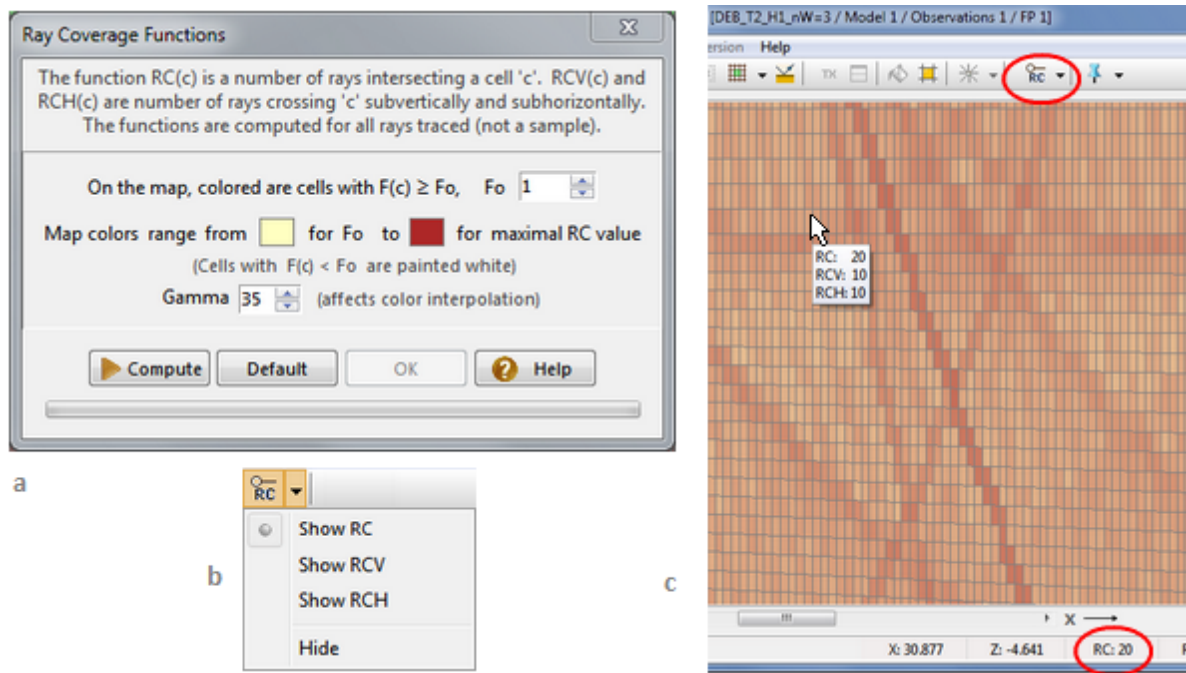 Ray Coverage Functions
The function RC(c) is a number of rays intersecting a cell 'c'. RCV(c) and
RCH(c) are number of rays crossing 'c' subvertically and subhorizontally.
The functions are computed for all rays traced (not a sample).
On the map, colored are cells with F(c) ≥ Fo, Fo 1
Map colors range from for Fo to for maximal RC value
(Cells with F(c) < Fo are painted white)
Gamma 35 (affects color interpolation)
Compute Default OK Help
a
RC
Show RC
Show RCV
Show RCH
Hide
b
[DEB_T2_H1_nW=3 / Model 1 / Observations 1 / FP 1]
ersion Help
TX RC
RC: 20
RCV: 10
RCH: 10
X
X: 30.877 Z: -4.641 RC: 20
c